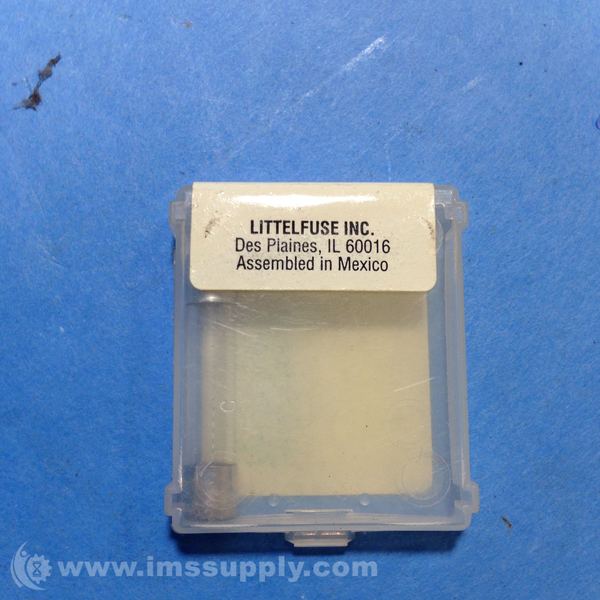 LITTELFUSE INC.
Des Plaines, IL 60016
Assembled in Mexico
www.imssupply.com